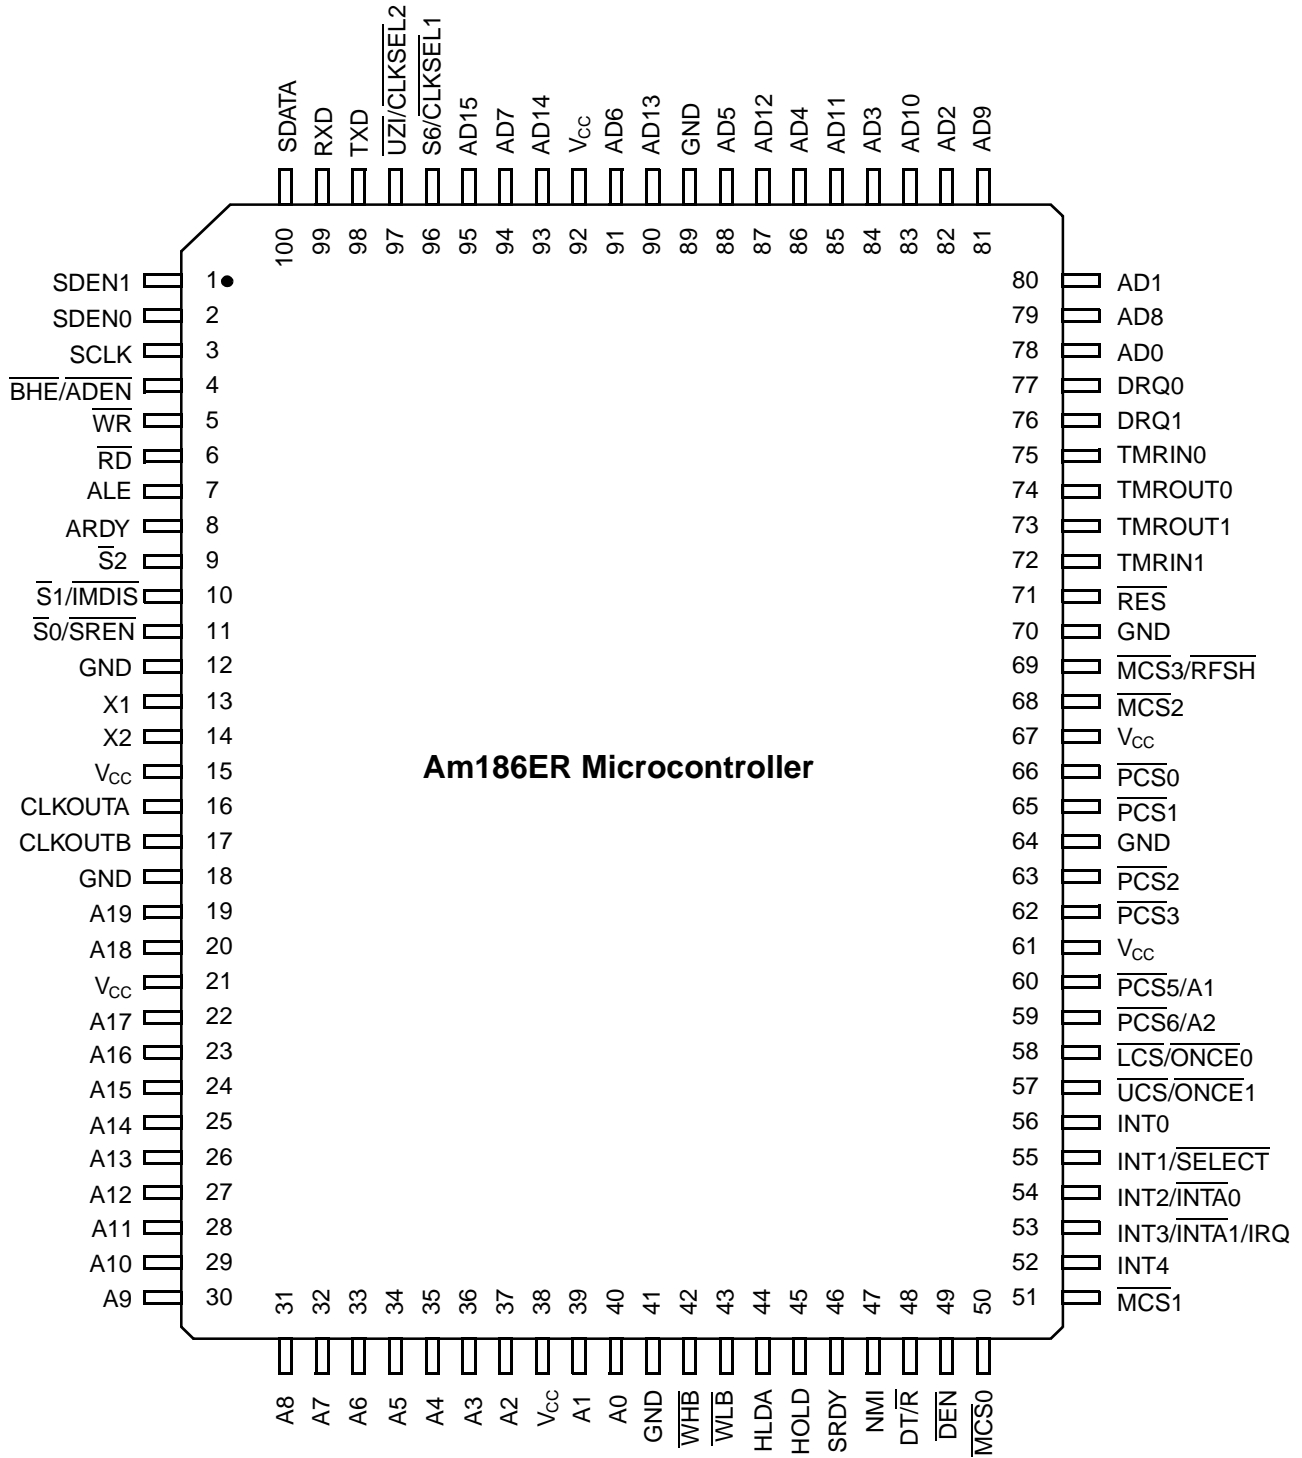 SDATA
RXD
TXD
UZI/CLKSEL2
S6/CLKSEL1
AD15
AD7
AD14
VCC
AD6
AD13
GND
AD5
AD12
AD4
AD11
AD3
AD10
AD2
AD9
100
99
98
97
96
95
94
93
92
91
90
89
88
87
86
85
84
83
82
81
SDEN1 1 80 AD1
SDEN0 2 79 AD8
SCLK 3 78 AD0
BHE/ADEN 4 77 DRQ0
WR 5 76 DRQ1
RD 6 75 TMRIN0
ALE 7 74 TMROUT0
ARDY 8 73 TMROUT1
S2 9 72 TMRIN1
S1/IMDIS 10 71 RES
S0/SREN 11 70 GND
GND 12 69 MCS3/RFSH
X1 13 68 MCS2
X2 14 67 VCC
VCC 15 66 PCS0
Am186ER Microcontroller
CLKOUTA 16 65 PCS1
CLKOUTB 17 64 GND
GND 18 63 PCS2
A19 19 62 PCS3
A18 20 61 VCC
VCC 21 60 PCS5/A1
A17 22 59 PCS6/A2
A16 23 58 LCS/ONCE0
A15 24 57 UCS/ONCE1
A14 25 56 INT0
A13 26 55 INT1/SELECT
A12 27 54 INT2/INTA0
A11 28 53 INT3/INTA1/IRQ
A10 29 52 INT4
A9 30 51 MCS1
31
32
33
34
35
36
37
38
39
40
41
42
43
44
45
46
47
48
49
50
A8
A7
A6
A5
A4
A3
A2
VCC
A1
A0
GND
WHB
WLB
HLDA
HOLD
SRDY
NMI
DT/R
DEN
MCS0